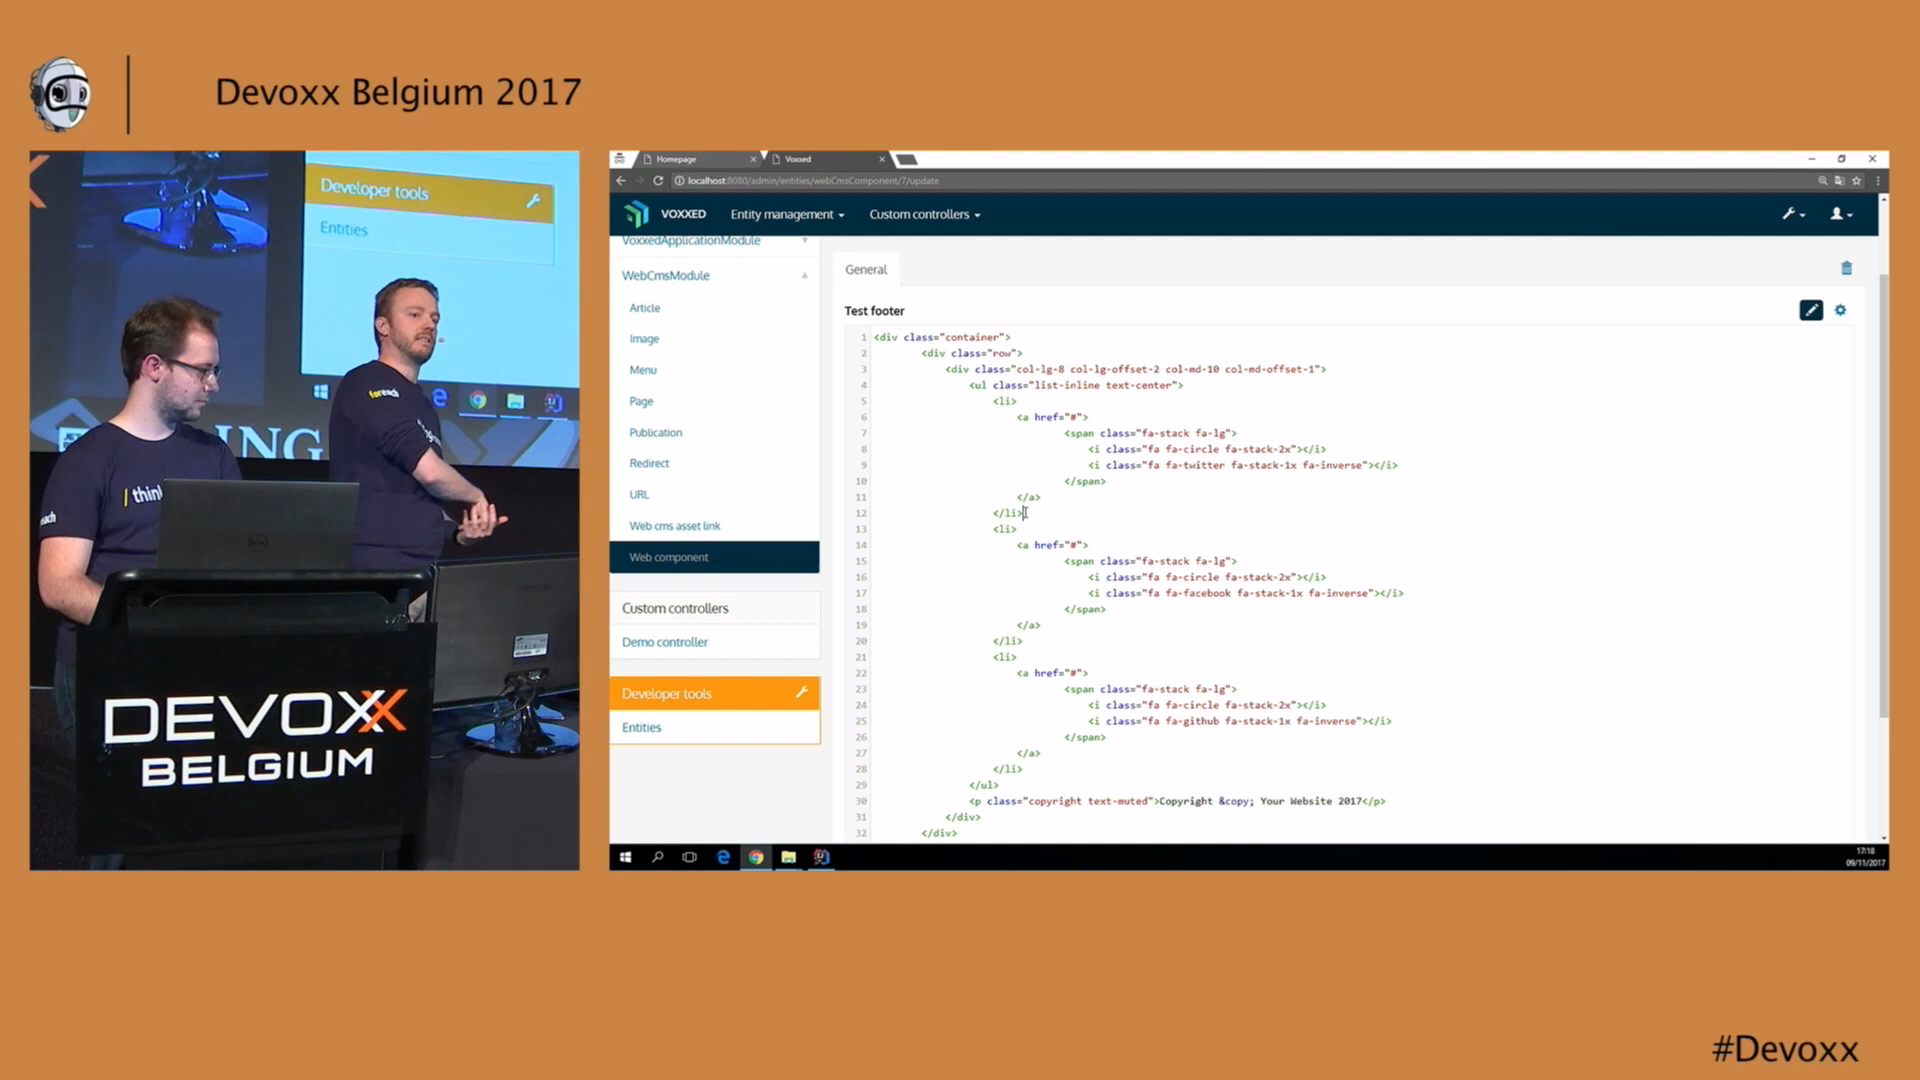 Devoxx Belgium 2017
Developer tools
Entities
foreach
ING
/ think
each
DEVOXX
BELGIUM
Homepage
Voxxed
localhost:8080/admin/entities/webCmsComponent/7/update
VOXXED
Entity management
Custom controllers
VoxxedApplicationModule
WebCmsModule
Article
Image
Menu
Page
Publication
Redirect
URL
Web cms asset link
Web component
Custom controllers
Demo controller
Developer tools
Entities
General
Test footer
1 <div class="container">
2 <div class="row">
3 <div class="col-lg-8 col-lg-offset-2 col-md-10 col-md-offset-1">
4 <ul class="list-inline text-center">
5 <li>
6 <a href="#">
7 <span class="fa-stack fa-lg">
8 <i class="fa fa-circle fa-stack-2x"></i>
9 <i class="fa fa-twitter fa-stack-1x fa-inverse"></i>
10 </span>
11 </a>
12 </li>
13 <li>
14 <a href="#">
15 <span class="fa-stack fa-lg">
16 <i class="fa fa-circle fa-stack-2x"></i>
17 <i class="fa fa-facebook fa-stack-1x fa-inverse"></i>
18 </span>
19 </a>
20 </li>
21 <li>
22 <a href="#">
23 <span class="fa-stack fa-lg">
24 <i class="fa fa-circle fa-stack-2x"></i>
25 <i class="fa fa-github fa-stack-1x fa-inverse"></i>
26 </span>
27 </a>
28 </li>
29 </ul>
30 <p class="copyright text-muted">Copyright &copy; Your Website 2017</p>
31 </div>
32 </div>
17:18
09/11/2017
#Devoxx